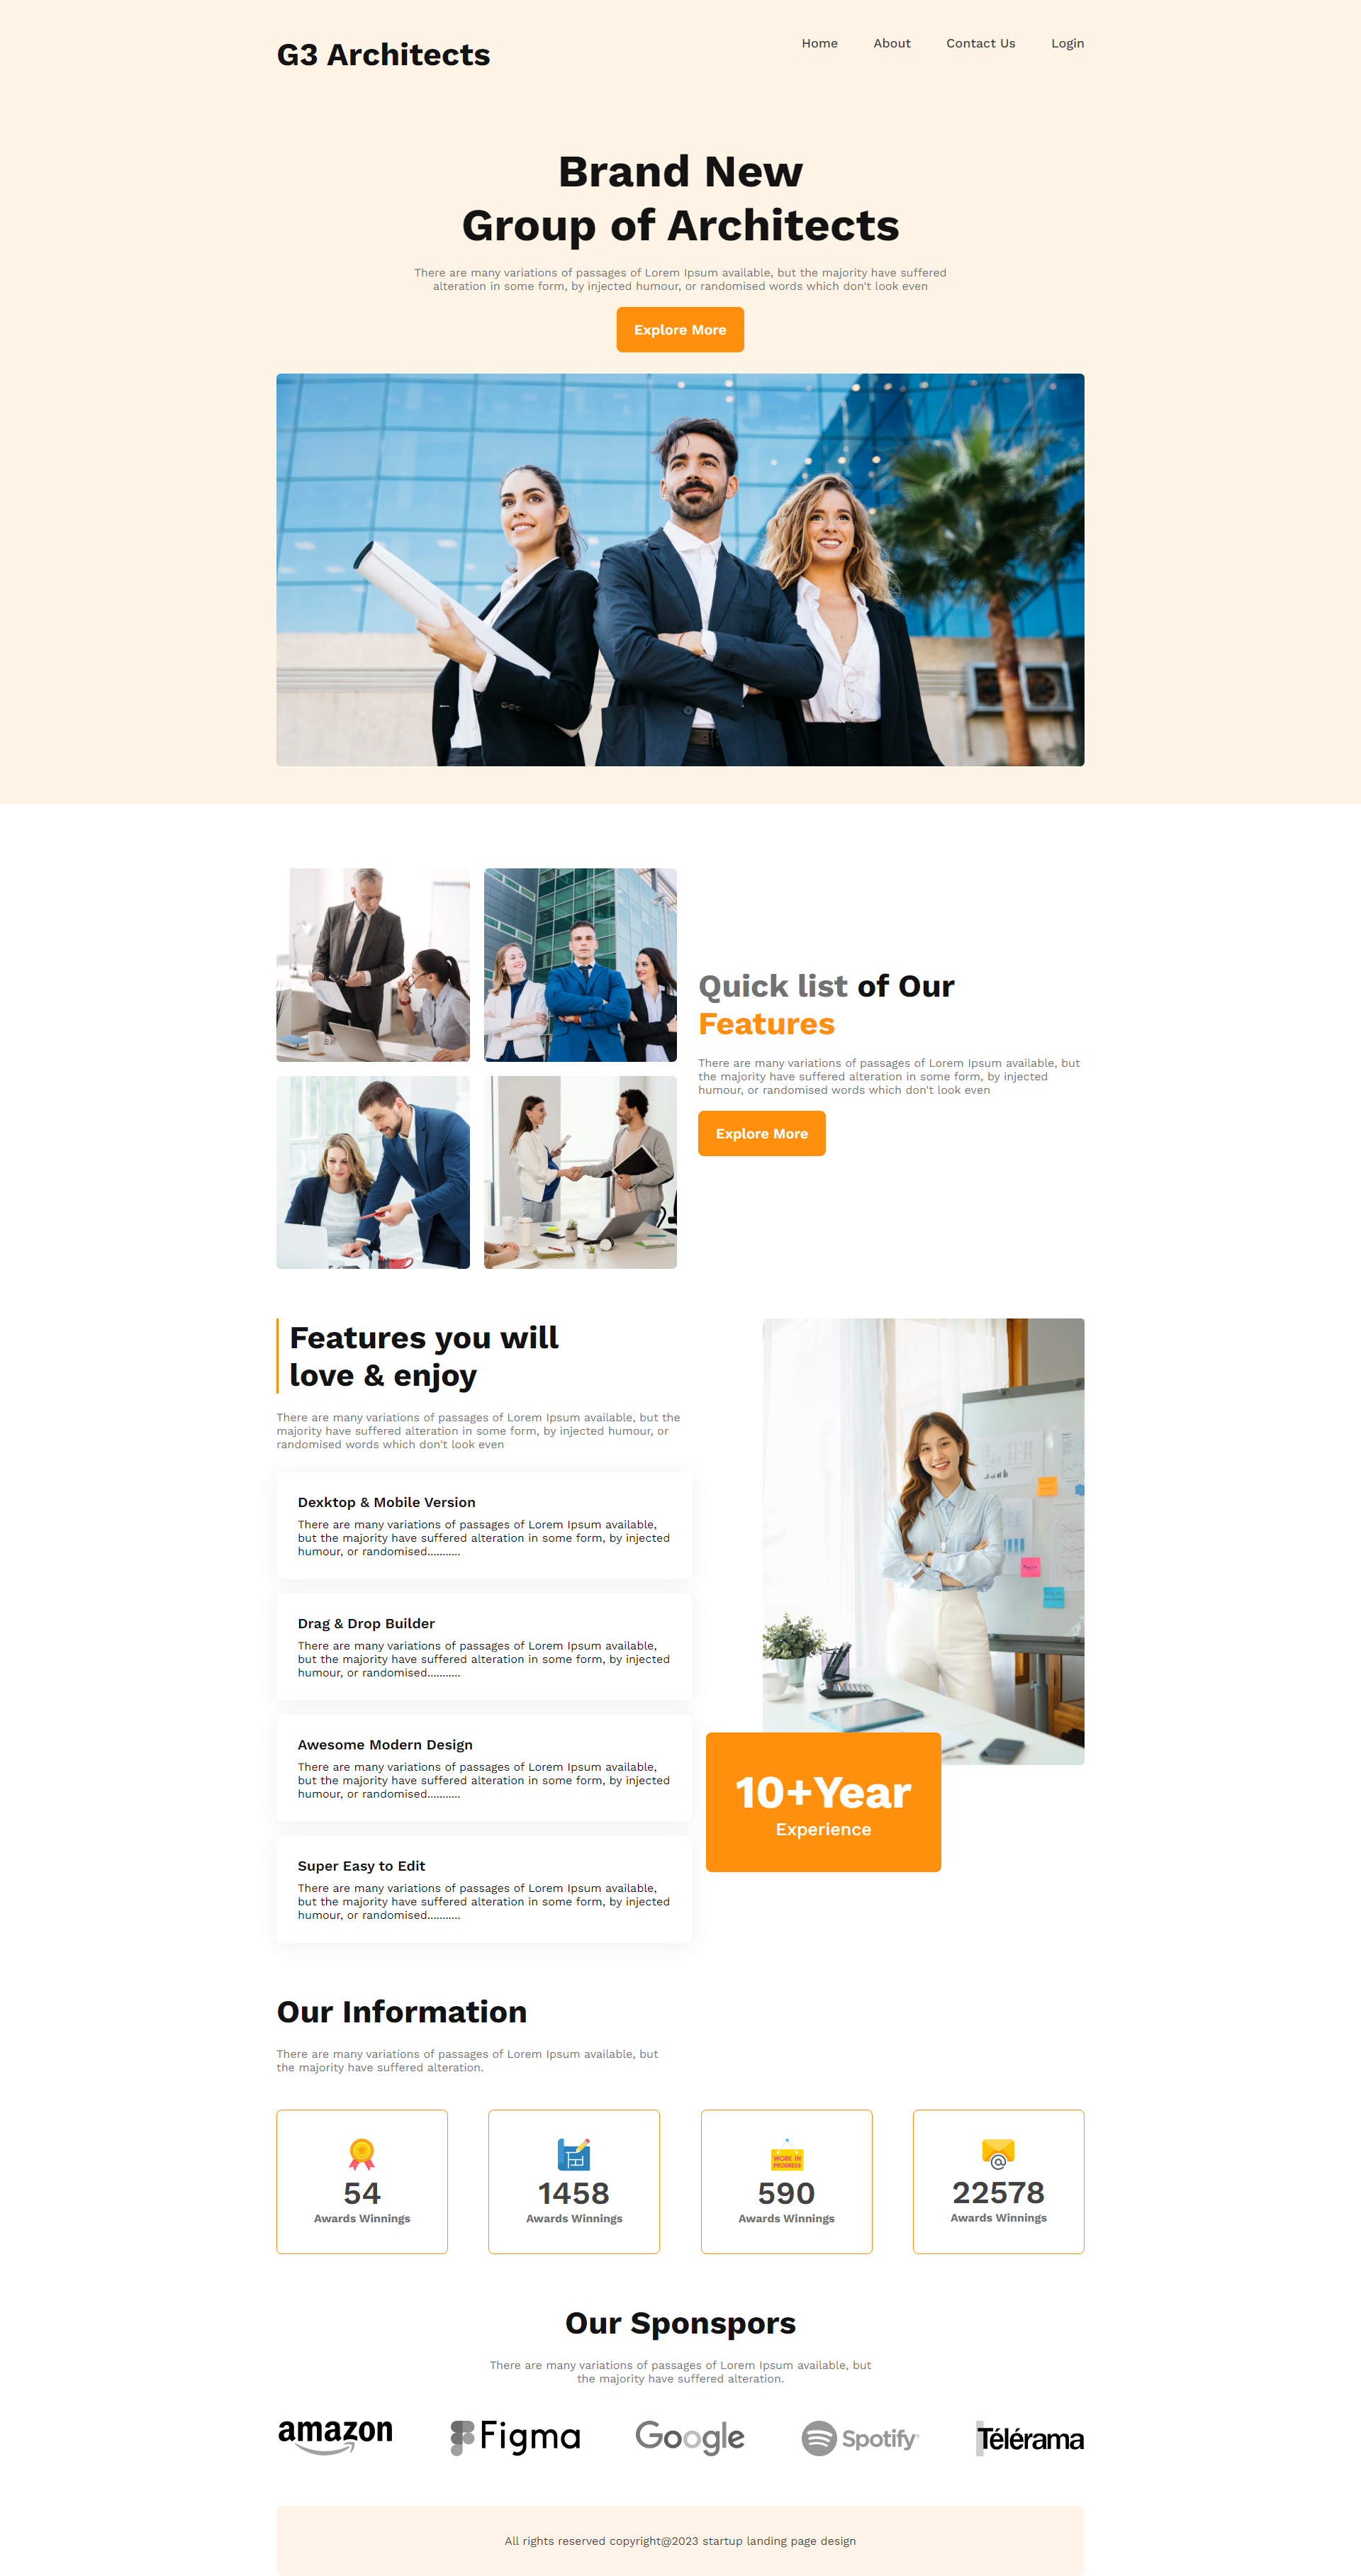 G3 Architects
Home About Contact Us Login
Brand New
Group of Architects
There are many variations of passages of Lorem Ipsum available, but the majority have suffered
alteration in some form, by injected humour, or randomised words which don't look even
Explore More
Quick list of Our
Features
There are many variations of passages of Lorem Ipsum available, but
the majority have suffered alteration in some form, by injected
humour, or randomised words which don't look even
Explore More
Features you will
love & enjoy
There are many variations of passages of Lorem Ipsum available, but the
majority have suffered alteration in some form, by injected humour, or
randomised words which don't look even
Dexktop & Mobile Version
There are many variations of passages of Lorem Ipsum available,
but the majority have suffered alteration in some form, by injected
humour, or randomised...........
Drag & Drop Builder
There are many variations of passages of Lorem Ipsum available,
but the majority have suffered alteration in some form, by injected
humour, or randomised...........
Awesome Modern Design
There are many variations of passages of Lorem Ipsum available,
but the majority have suffered alteration in some form, by injected
humour, or randomised...........
Super Easy to Edit
There are many variations of passages of Lorem Ipsum available,
but the majority have suffered alteration in some form, by injected
humour, or randomised...........
10+Year
Experience
Our Information
There are many variations of passages of Lorem Ipsum available, but
the majority have suffered alteration.
WORK IN
PROGRESS
54 1458 590 22578
Awards Winnings Awards Winnings Awards Winnings Awards Winnings
Our Sponspors
There are many variations of passages of Lorem Ipsum available, but
the majority have suffered alteration.
amazon Figma Google Spotify Télérama
All rights reserved copyright@2023 startup landing page design